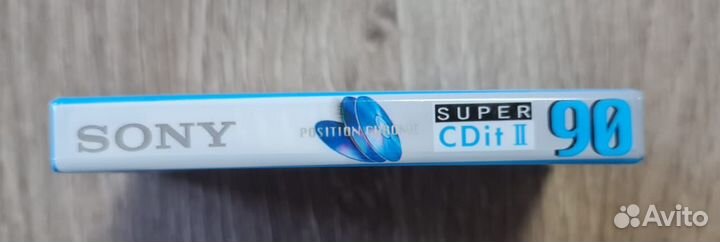 SONY
POSITION CHROME
SUPER
CDit II
90
Avito